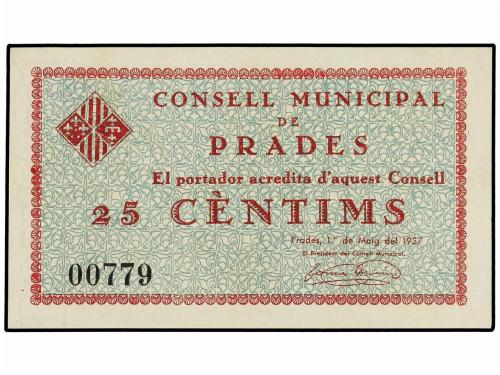 CONSELL MUNICIPAL
DE
PRADES
El portador acredita d'aquest Consell
25 CÈNTIMS
Prades, 1.er de Maig del 1937
El President del Consell Municipal,
00779